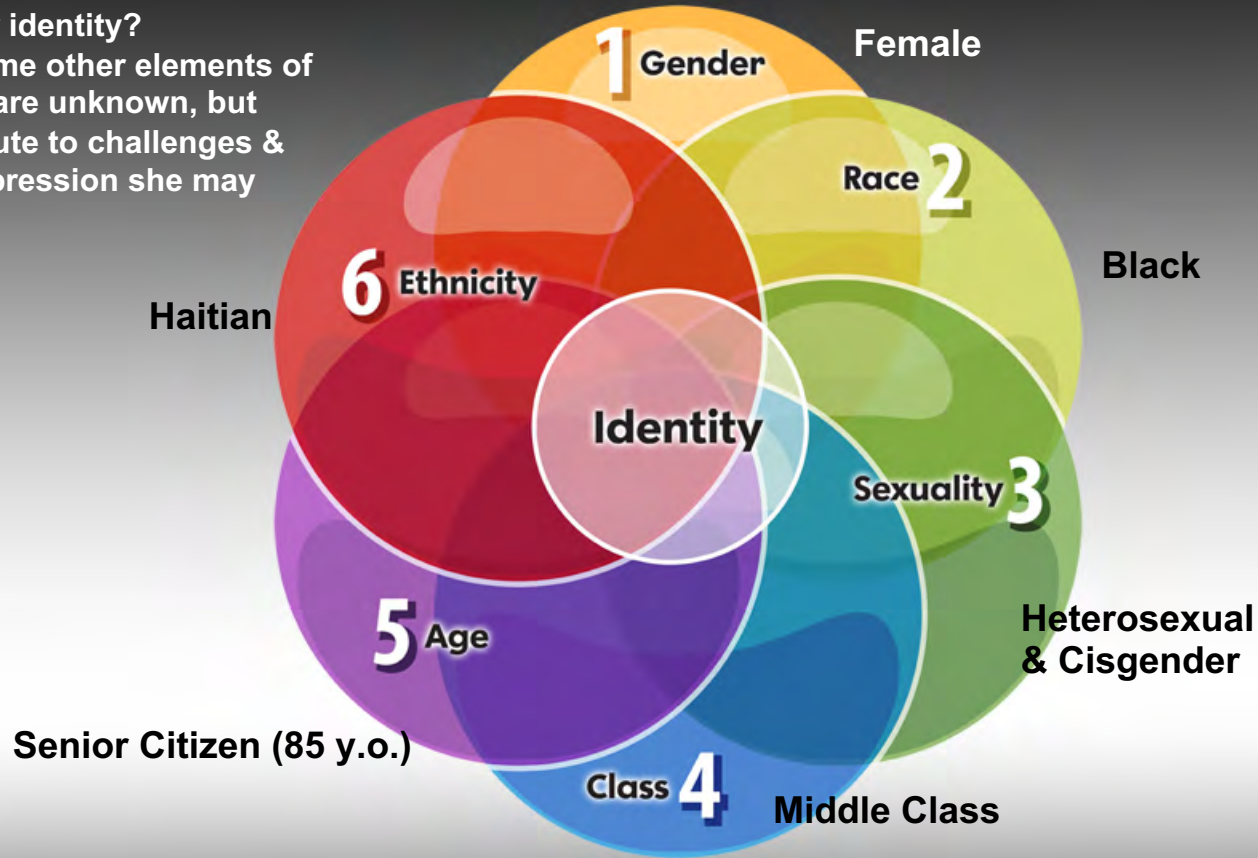 identity?
me other elements of
are unknown, but
ute to challenges &
pression she may
1 Gender
Female
Race 2
Black
6 Ethnicity
Haitian
Identity
Sexuality 3
Heterosexual
& Cisgender
5 Age
Senior Citizen (85 y.o.)
Class 4
Middle Class